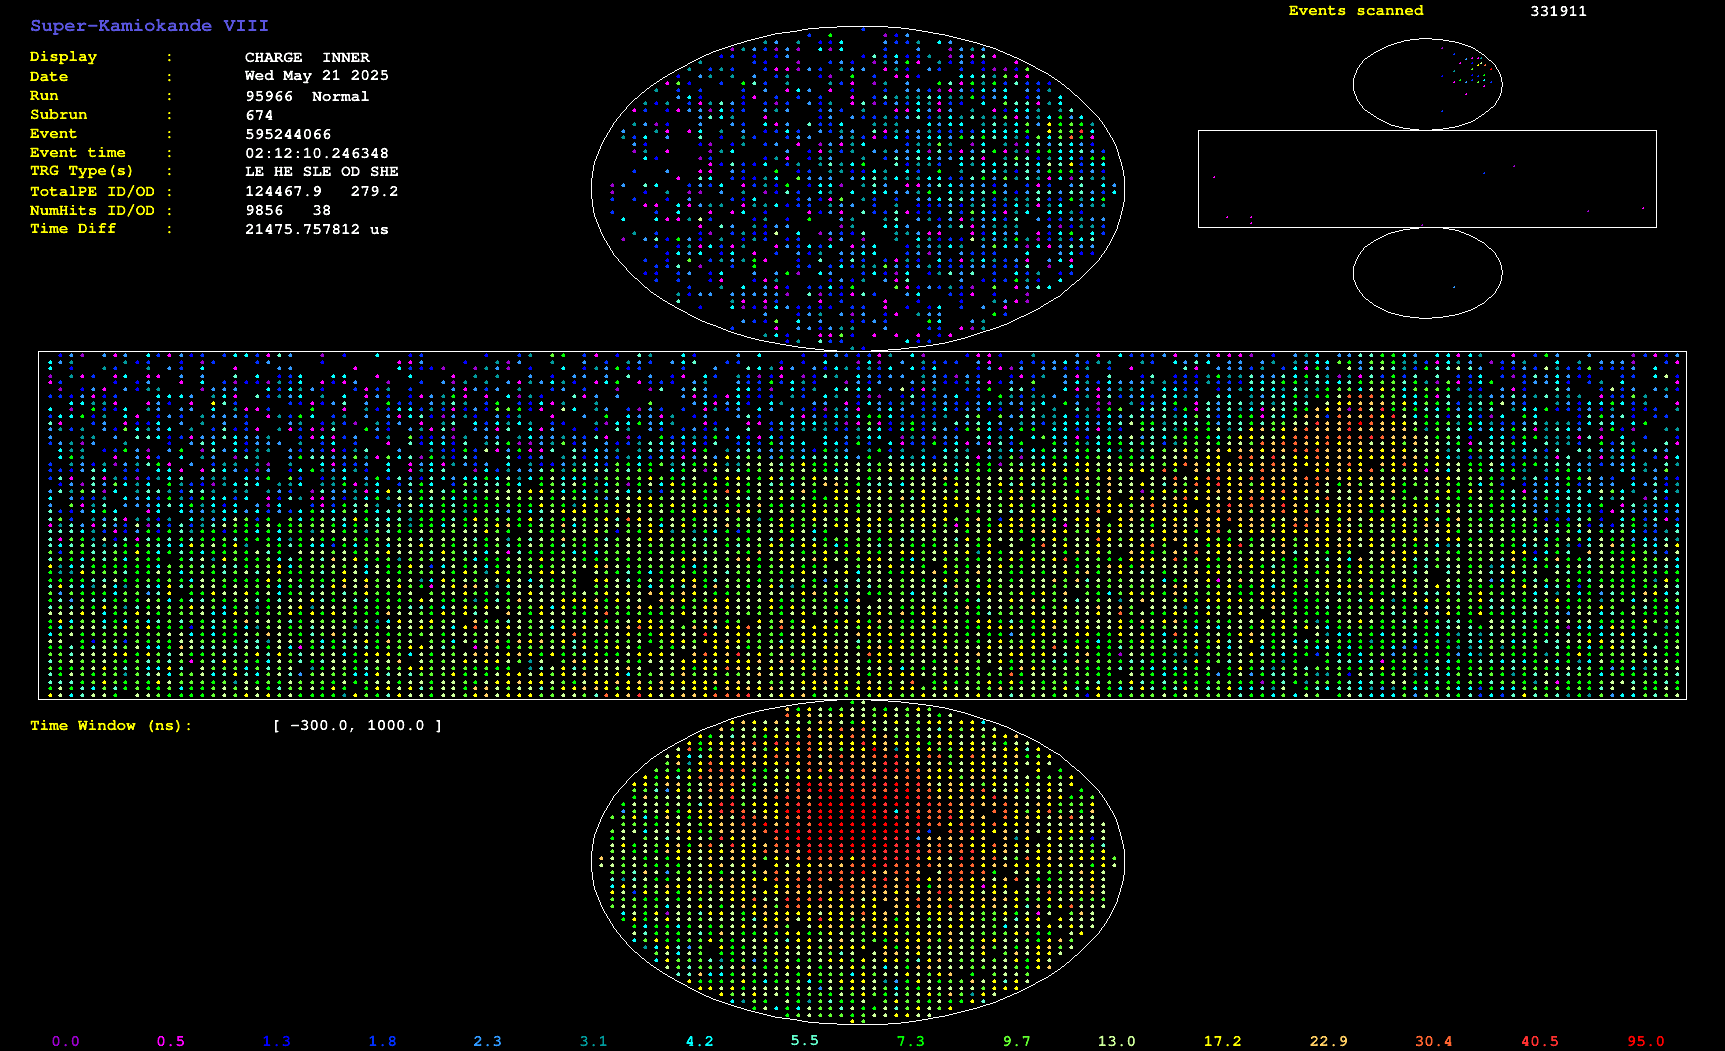 Super-Kamiokande VIII
Events scanned 331911
Display : CHARGE INNER
Date : Wed May 21 2025
Run : 95966 Normal
Subrun : 674
Event : 595244066
Event time : 02:12:10.246348
TRG Type(s) : LE HE SLE OD SHE
TotalPE ID/OD : 124467.9 279.2
NumHits ID/OD : 9856 38
Time Diff : 21475.757812 us
Time Window (ns): [ -300.0, 1000.0 ]
0.0 0.5 1.3 1.8 2.3 3.1 4.2 5.5 7.3 9.7 13.0 17.2 22.9 30.4 40.5 95.0